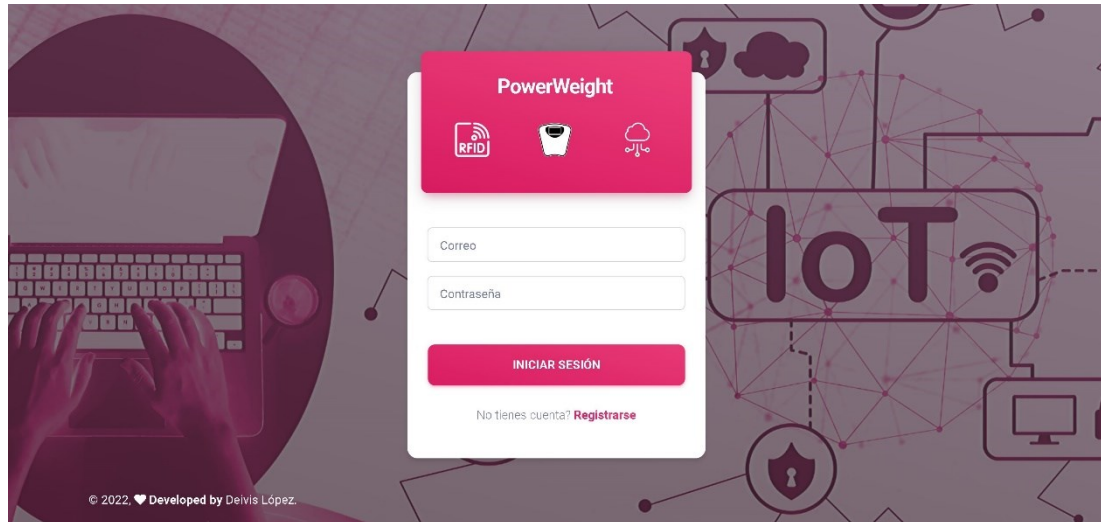 PowerWeight
RFID
Correo
Contraseña
IoT
INICIAR SESIÓN
No tienes cuenta? Registrarse
© 2022, ♥ Developed by Deivis López.